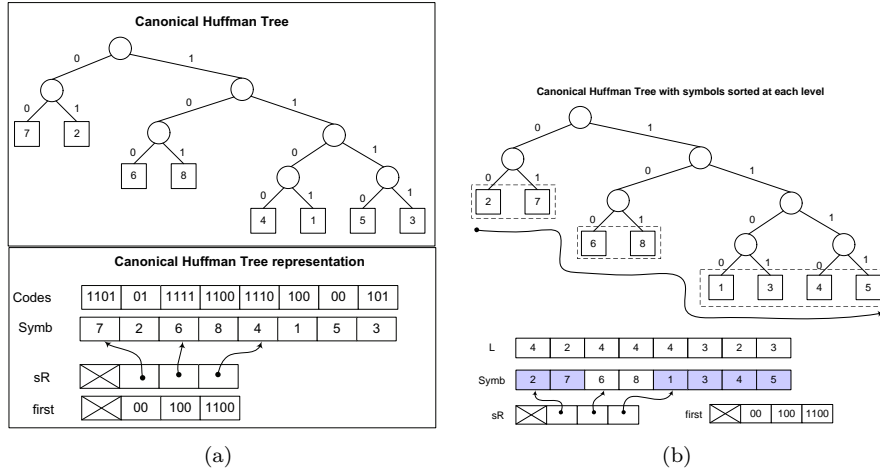 Canonical Huffman Tree
0 1
0 1 0 1
7 2 0 1 0 1
6 8 0 1 0 1
4 1 5 3
Canonical Huffman Tree representation
Codes 1101 01 1111 1100 1110 100 00 101
Symb 7 2 6 8 4 1 5 3
sR
first 00 100 1100
(a)
Canonical Huffman Tree with symbols sorted at each level
0 1
0 1 0 1
2 7 0 1 0 1
6 8 0 1 0 1
1 3 4 5
L 4 2 4 4 4 3 2 3
Symb 2 7 6 8 1 3 4 5
sR first 00 100 1100
(b)